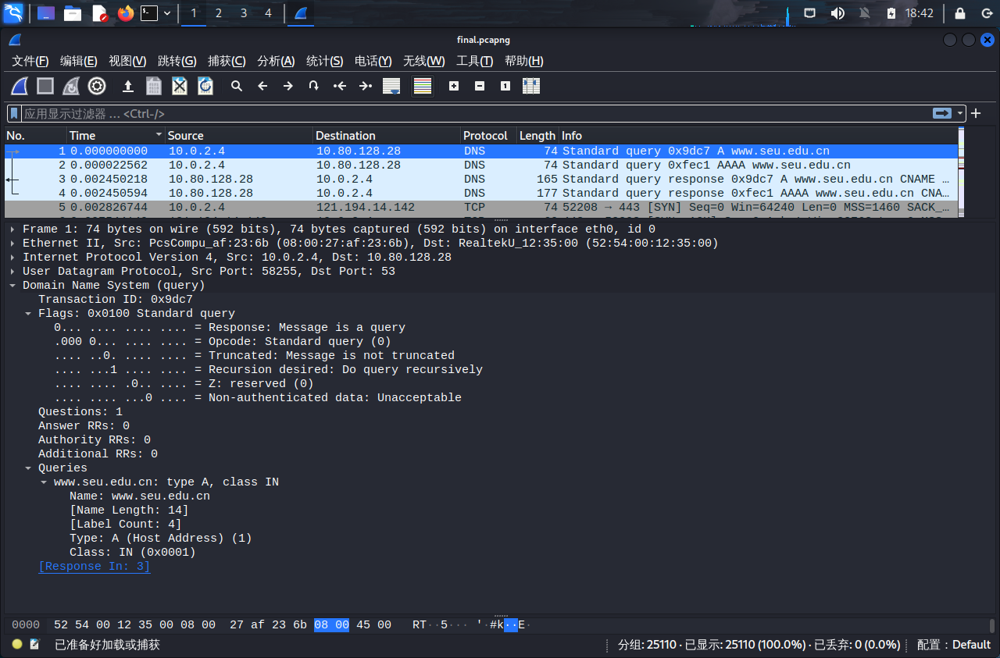 1 2 3 4 18:42
final.pcapng
文件(F) 编辑(E) 视图(V) 跳转(G) 捕获(C) 分析(A) 统计(S) 电话(Y) 无线(W) 工具(T) 帮助(H)
应用显示过滤器 … <Ctrl-/>
No. Time Source Destination Protocol Length Info
1 0.000000000 10.0.2.4 10.80.128.28 DNS 74 Standard query 0x9dc7 A www.seu.edu.cn
2 0.000022562 10.0.2.4 10.80.128.28 DNS 74 Standard query 0xfec1 AAAA www.seu.edu.cn
3 0.002450218 10.80.128.28 10.0.2.4 DNS 165 Standard query response 0x9dc7 A www.seu.edu.cn CNAME …
4 0.002450594 10.80.128.28 10.0.2.4 DNS 177 Standard query response 0xfec1 AAAA www.seu.edu.cn CNA…
5 0.002826744 10.0.2.4 121.194.14.142 TCP 74 52208 → 443 [SYN] Seq=0 Win=64240 Len=0 MSS=1460 SACK_…
Frame 1: 74 bytes on wire (592 bits), 74 bytes captured (592 bits) on interface eth0, id 0
Ethernet II, Src: PcsCompu_af:23:6b (08:00:27:af:23:6b), Dst: RealtekU_12:35:00 (52:54:00:12:35:00)
Internet Protocol Version 4, Src: 10.0.2.4, Dst: 10.80.128.28
User Datagram Protocol, Src Port: 58255, Dst Port: 53
Domain Name System (query)
Transaction ID: 0x9dc7
Flags: 0x0100 Standard query
0... .... .... .... = Response: Message is a query
.000 0... .... .... = Opcode: Standard query (0)
.... ..0. .... .... = Truncated: Message is not truncated
.... ...1 .... .... = Recursion desired: Do query recursively
.... .... .0.. .... = Z: reserved (0)
.... .... ...0 .... = Non-authenticated data: Unacceptable
Questions: 1
Answer RRs: 0
Authority RRs: 0
Additional RRs: 0
Queries
www.seu.edu.cn: type A, class IN
Name: www.seu.edu.cn
[Name Length: 14]
[Label Count: 4]
Type: A (Host Address) (1)
Class: IN (0x0001)
[Response In: 3]
0000 52 54 00 12 35 00 08 00 27 af 23 6b 08 00 45 00 RT··5··· '·#k··E·
已准备好加载或捕获 分组: 25110 · 已显示: 25110 (100.0%) · 已丢弃: 0 (0.0%) 配置：Default